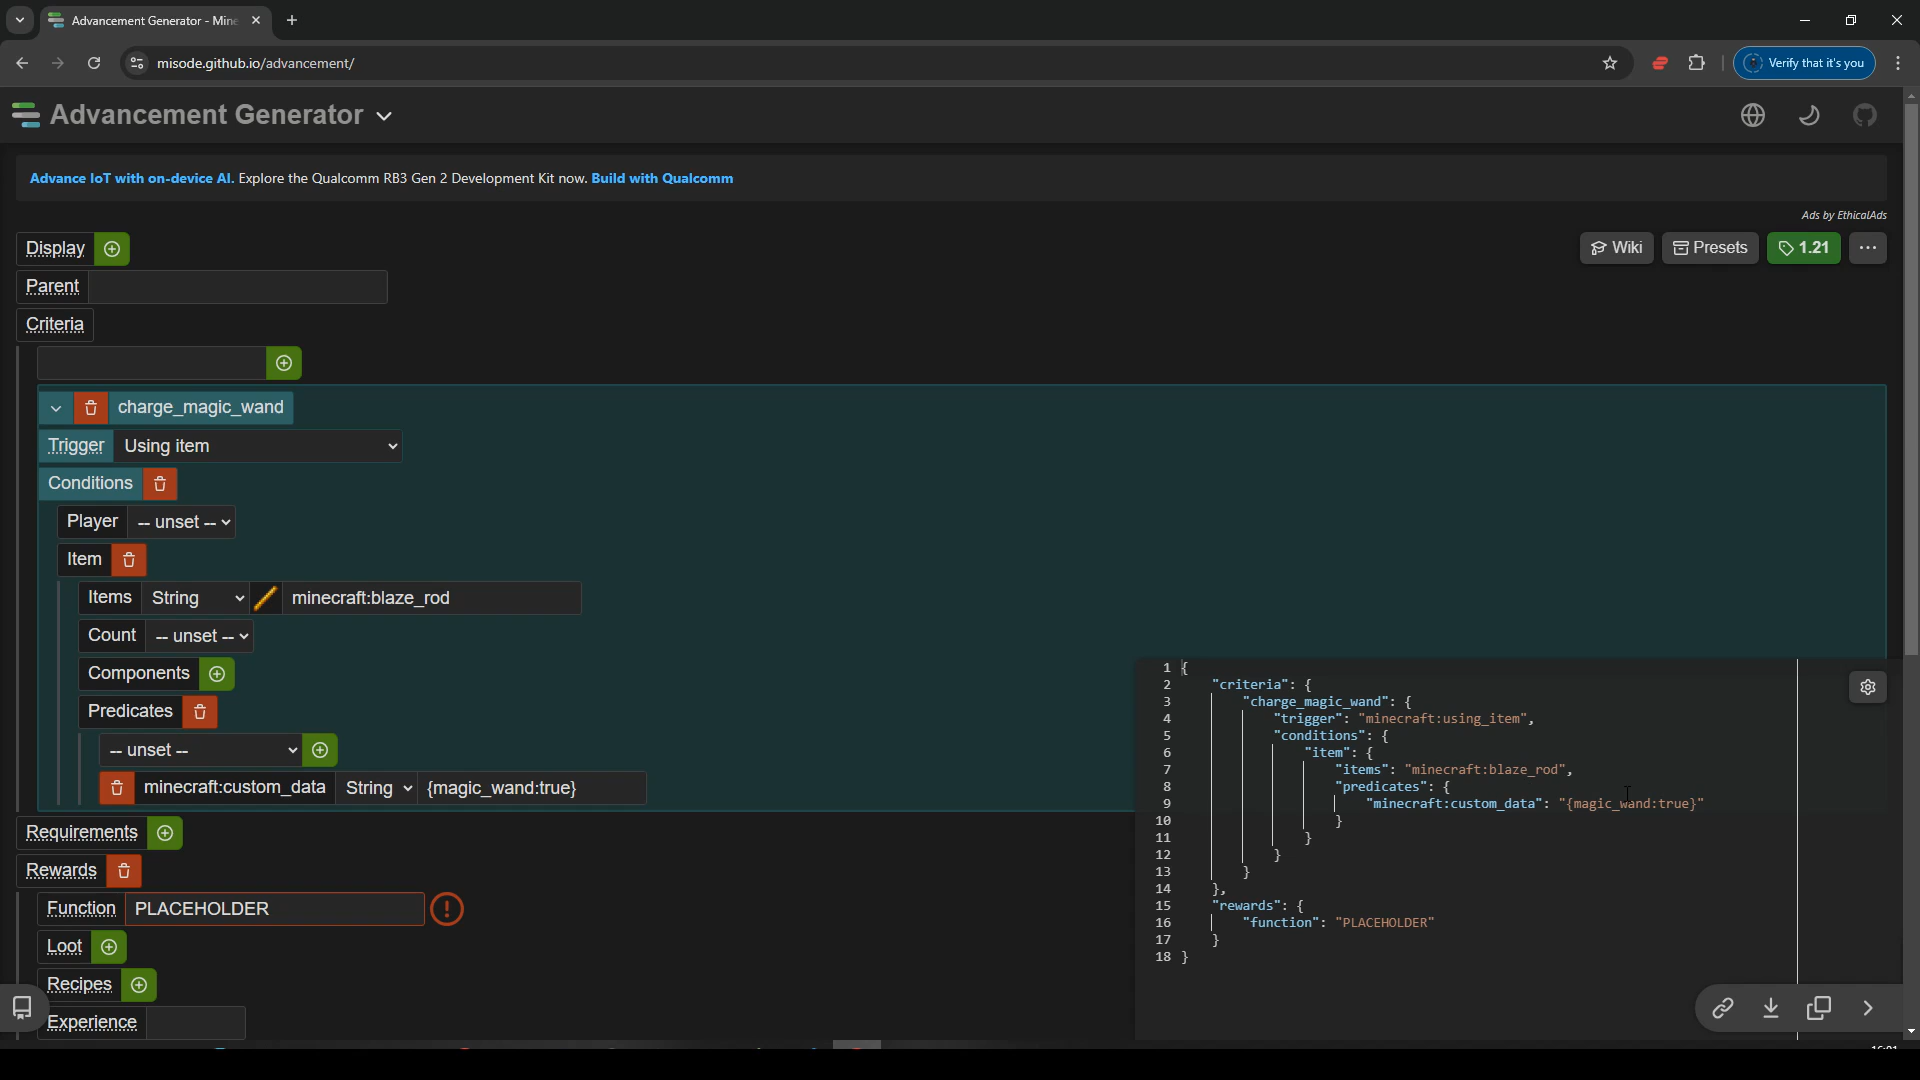 Advancement Generator - Mine
misode.github.io/advancement/
Verify that it's you
Advancement Generator
Advance IoT with on-device AI. Explore the Qualcomm RB3 Gen 2 Development Kit now. Build with Qualcomm
Ads by EthicalAds
Display
Wiki
Presets
1.21
Parent
Criteria
charge_magic_wand
Trigger Using item
Conditions
Player -- unset --
Item
Items String minecraft:blaze_rod
Count -- unset --
Components
Predicates
-- unset --
minecraft:custom_data String {magic_wand:true}
Requirements
Rewards
Function PLACEHOLDER
Loot
Recipes
Experience
1 {
2 "criteria": {
3 "charge_magic_wand": {
4 "trigger": "minecraft:using_item",
5 "conditions": {
6 "item": {
7 "items": "minecraft:blaze_rod",
8 "predicates": {
9 "minecraft:custom_data": "{magic_wand:true}"
10 }
11 }
12 }
13 }
14 },
15 "rewards": {
16 "function": "PLACEHOLDER"
17 }
18 }